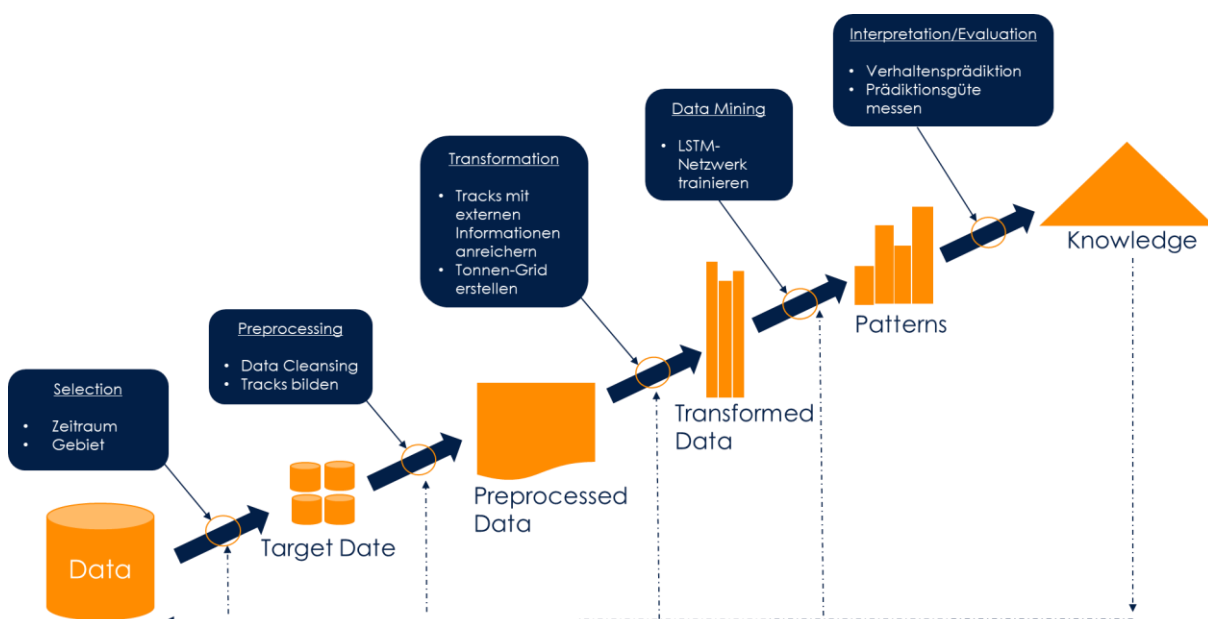 Selection
• Zeitraum
• Gebiet
Data
Preprocessing
• Data Cleansing
• Tracks bilden
Target Date
Transformation
• Tracks mit
externen
Informationen
anreichern
• Tonnen-Grid
erstellen
Preprocessed
Data
Data Mining
• LSTM-
Netzwerk
trainieren
Transformed
Data
Interpretation/Evaluation
• Verhaltensprädiktion
• Prädiktionsgüte
messen
Patterns
Knowledge